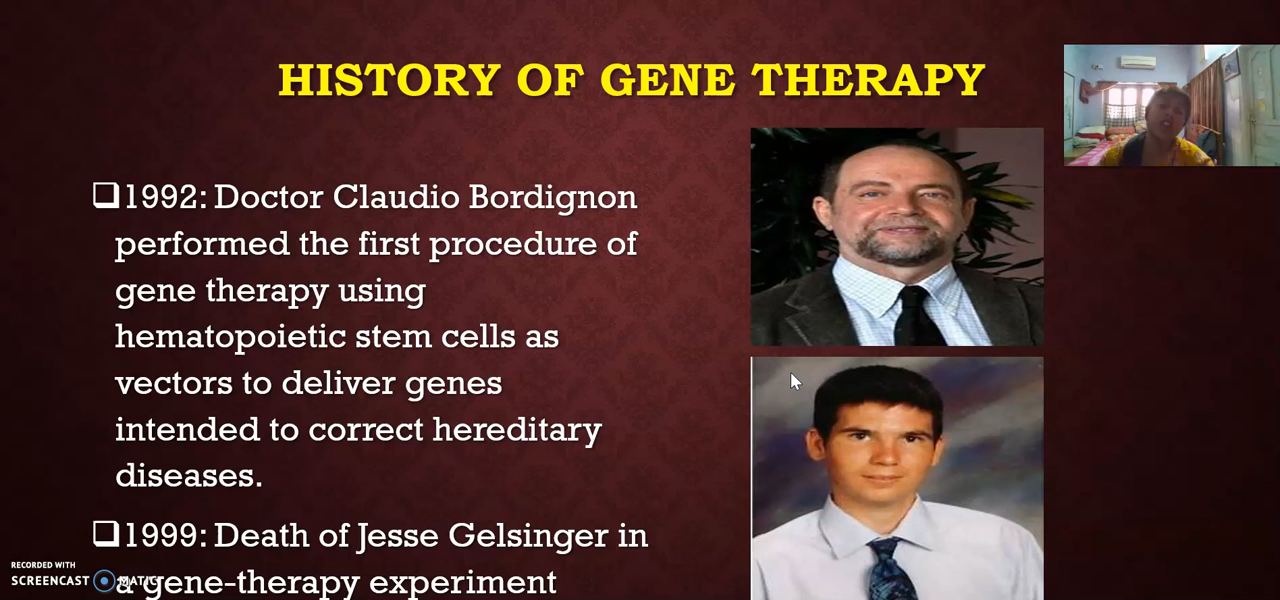 HISTORY OF GENE THERAPY
❑1992: Doctor Claudio Bordignon
performed the first procedure of
gene therapy using
hematopoietic stem cells as
vectors to deliver genes
intended to correct hereditary
diseases.
❑1999: Death of Jesse Gelsinger in
a gene-therapy experiment
RECORDED WITH
SCREENCAST MATIC